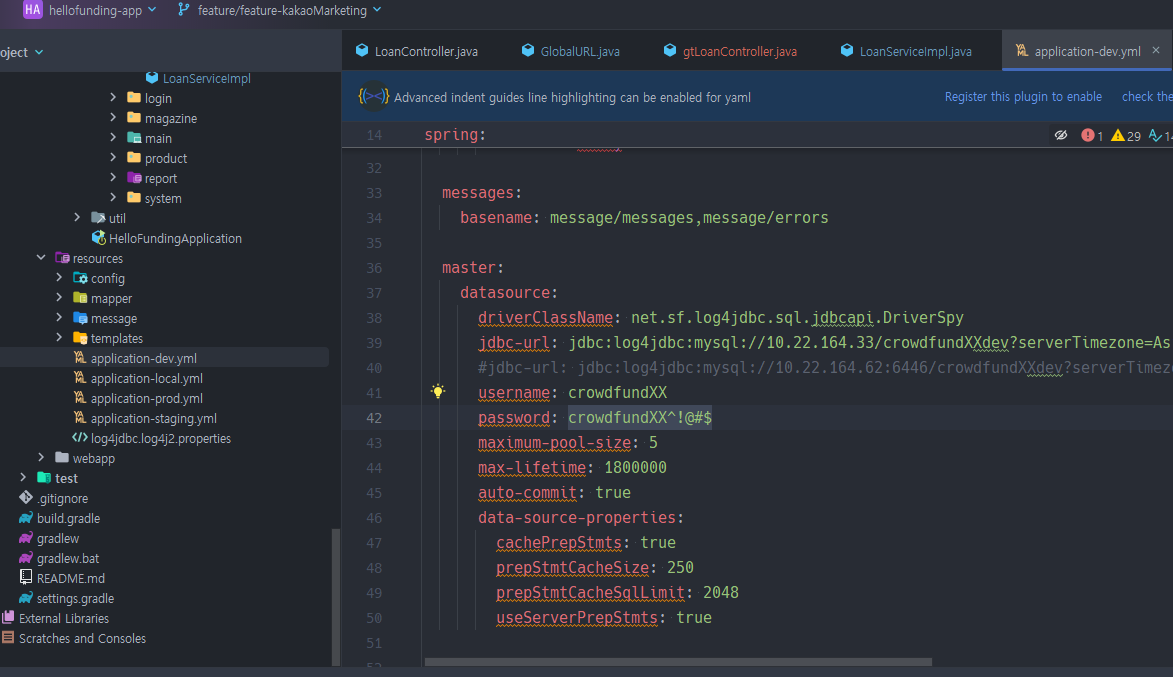 HA hellofunding-app feature/feature-kakaoMarketing
oject
LoanController.java GlobalURL.java gtLoanController.java LoanServiceImpl.java application-dev.yml ×
LoanServiceImpl
login
magazine
main
product
report
system
util
HelloFundingApplication
resources
config
mapper
message
templates
application-dev.yml
application-local.yml
application-prod.yml
application-staging.yml
log4jdbc.log4j2.properties
webapp
test
.gitignore
build.gradle
gradlew
gradlew.bat
README.md
settings.gradle
External Libraries
Scratches and Consoles
Advanced indent guides line highlighting can be enabled for yaml Register this plugin to enable check the
14 spring: 1 29 14
32
33 messages:
34 basename: message/messages,message/errors
35
36 master:
37 datasource:
38 driverClassName: net.sf.log4jdbc.sql.jdbcapi.DriverSpy
39 jdbc-url: jdbc:log4jdbc:mysql://10.22.164.33/crowdfundXXdev?serverTimezone=As
40 #jdbc-url: jdbc:log4jdbc:mysql://10.22.164.62:6446/crowdfundXXdev?serverTimez
41 username: crowdfundXX
42 password: crowdfundXX^!@#$
43 maximum-pool-size: 5
44 max-lifetime: 1800000
45 auto-commit: true
46 data-source-properties:
47 cachePrepStmts: true
48 prepStmtCacheSize: 250
49 prepStmtCacheSqlLimit: 2048
50 useServerPrepStmts: true
51